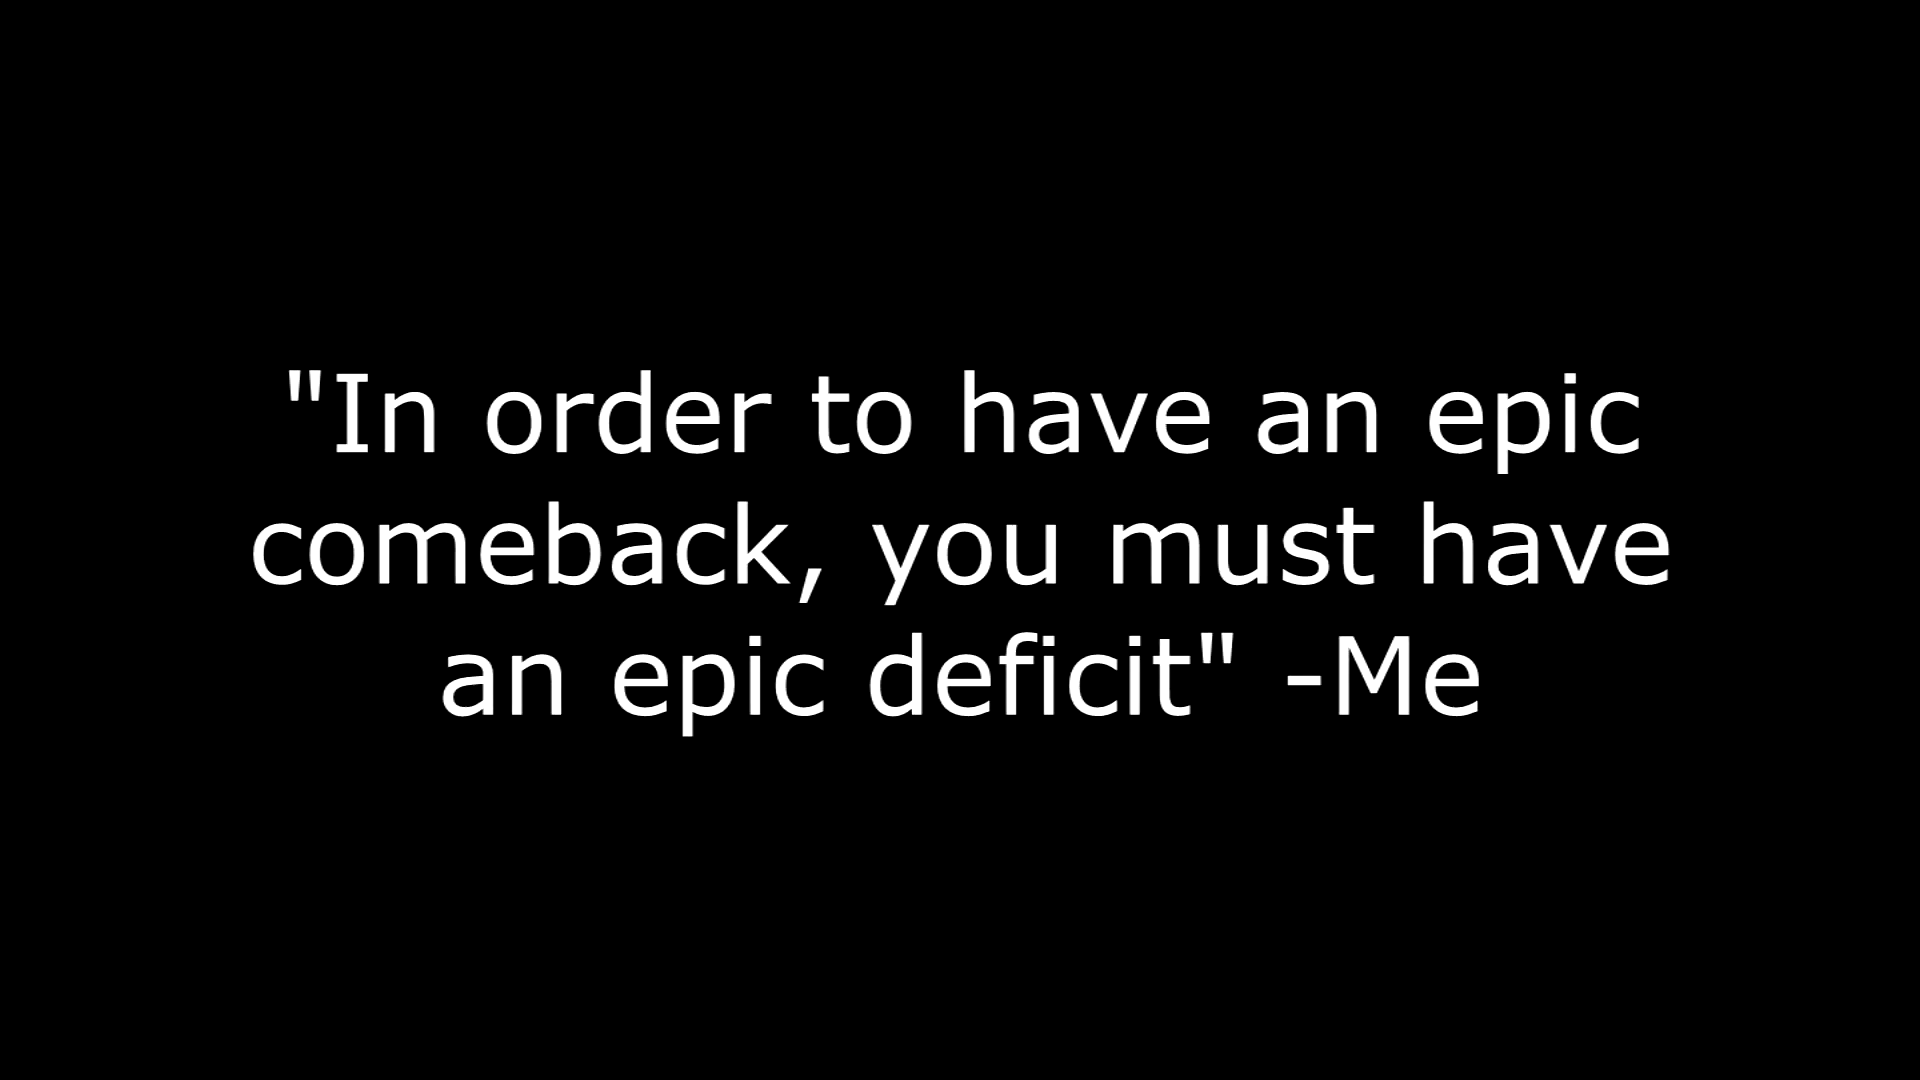 "In order to have an epic
comeback, you must have
an epic deficit" -Me